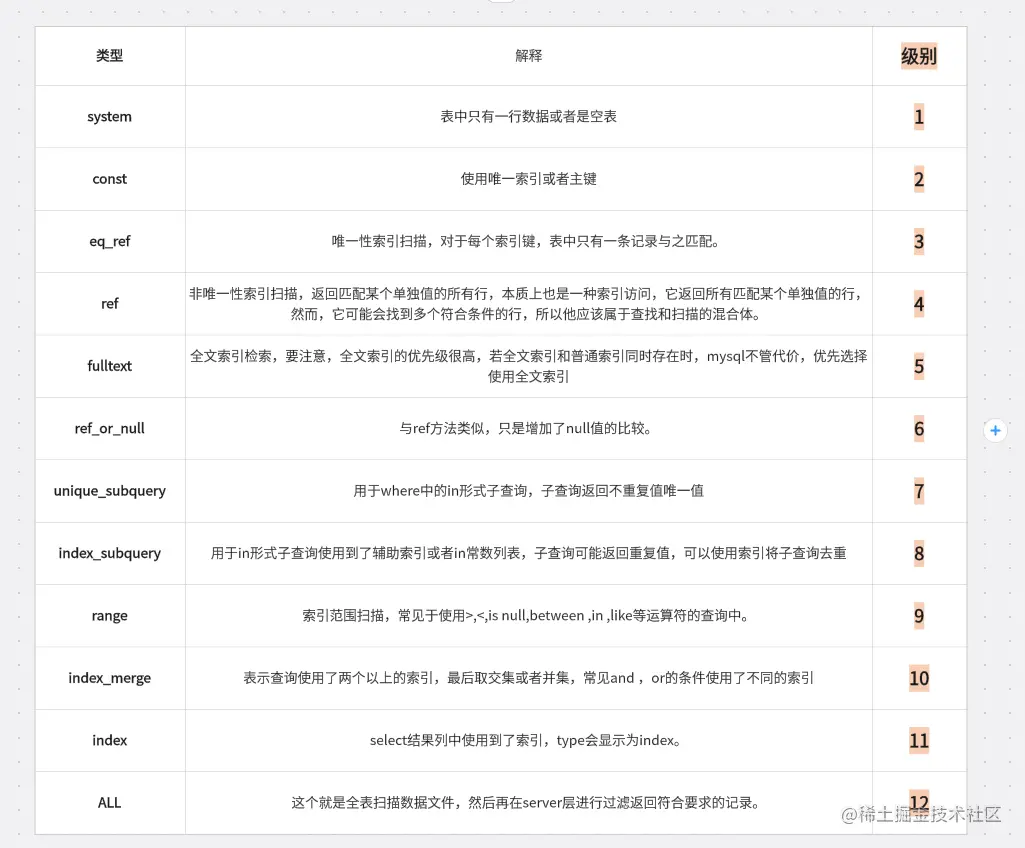 类型 解释 级别
system 表中只有一行数据或者是空表 1
const 使用唯一索引或者主键 2
eq_ref 唯一性索引扫描，对于每个索引键，表中只有一条记录与之匹配。 3
ref 非唯一性索引扫描，返回匹配某个单独值的所有行，本质上也是一种索引访问，它返回所有匹配某个单独值的行，
然而，它可能会找到多个符合条件的行，所以他应该属于查找和扫描的混合体。 4
fulltext 全文索引检索，要注意，全文索引的优先级很高，若全文索引和普通索引同时存在时，mysql不管代价，优先选择
使用全文索引 5
ref_or_null 与ref方法类似，只是增加了null值的比较。 6
unique_subquery 用于where中的in形式子查询，子查询返回不重复值唯一值 7
index_subquery 用于in形式子查询使用到了辅助索引或者in常数列表，子查询可能返回重复值，可以使用索引将子查询去重 8
range 索引范围扫描，常见于使用>,<,is null,between ,in ,like等运算符的查询中。 9
index_merge 表示查询使用了两个以上的索引，最后取交集或者并集，常见and ，or的条件使用了不同的索引 10
index select结果列中使用到了索引，type会显示为index。 11
ALL 这个就是全表扫描数据文件，然后再在server层进行过滤返回符合要求的记录。 12
@稀土掘金技术社区